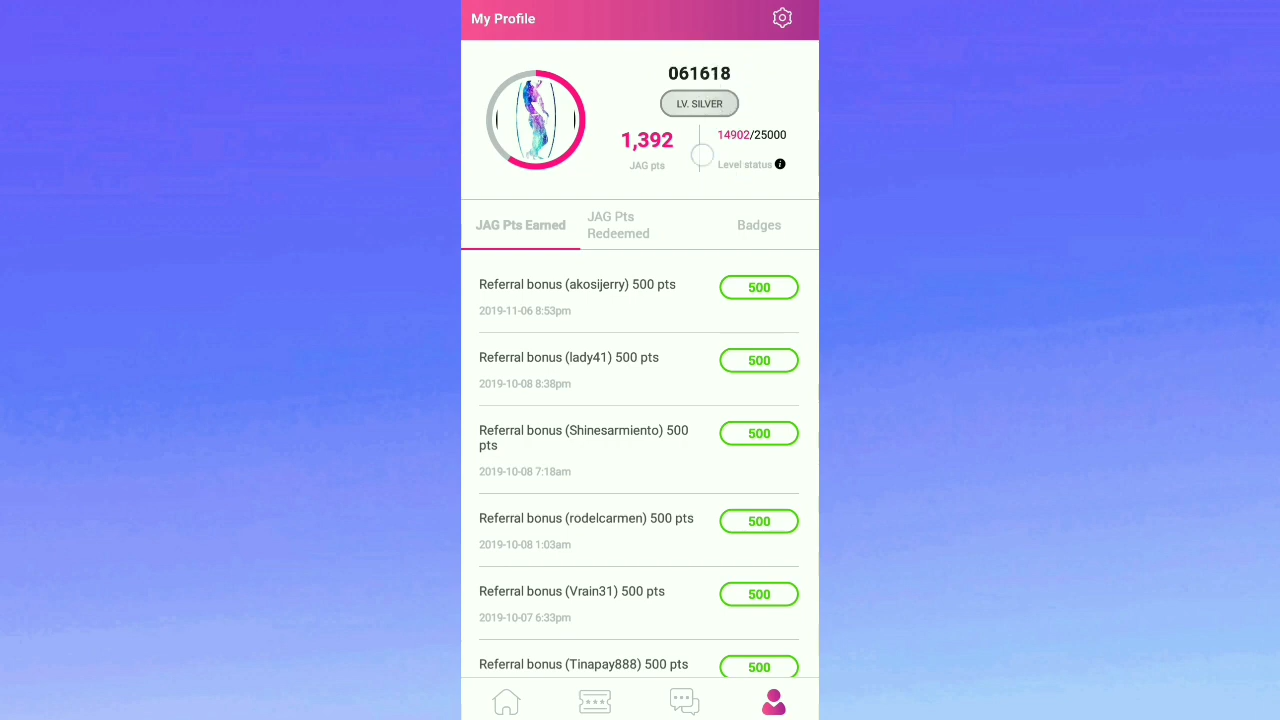 My Profile
061618
LV. SILVER
1,392
JAG pts
14902/25000
Level status
JAG Pts Earned
JAG Pts
Redeemed
Badges
Referral bonus (akosijerry) 500 pts
500
2019-11-06 8:53pm
Referral bonus (lady41) 500 pts
500
2019-10-08 8:38pm
Referral bonus (Shinesarmiento) 500
pts
500
2019-10-08 7:18am
Referral bonus (rodelcarmen) 500 pts
500
2019-10-08 1:03am
Referral bonus (Vrain31) 500 pts
500
2019-10-07 6:33pm
Referral bonus (Tinapay888) 500 pts
500